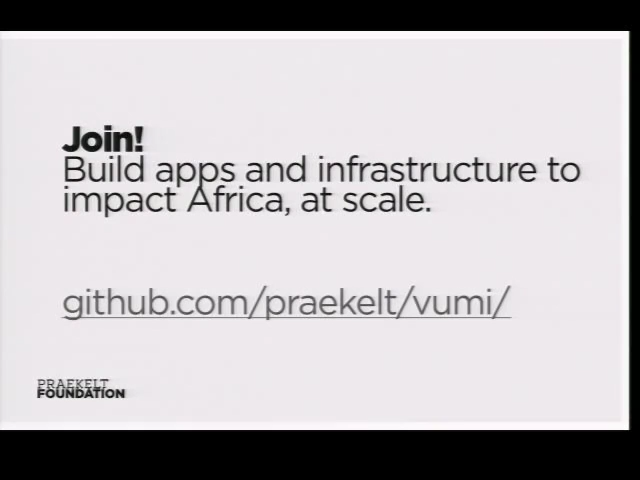 Join!
Build apps and infrastructure to
impact Africa, at scale.
github.com/praekelt/vumi/
PRAEKELT
FOUNDATION